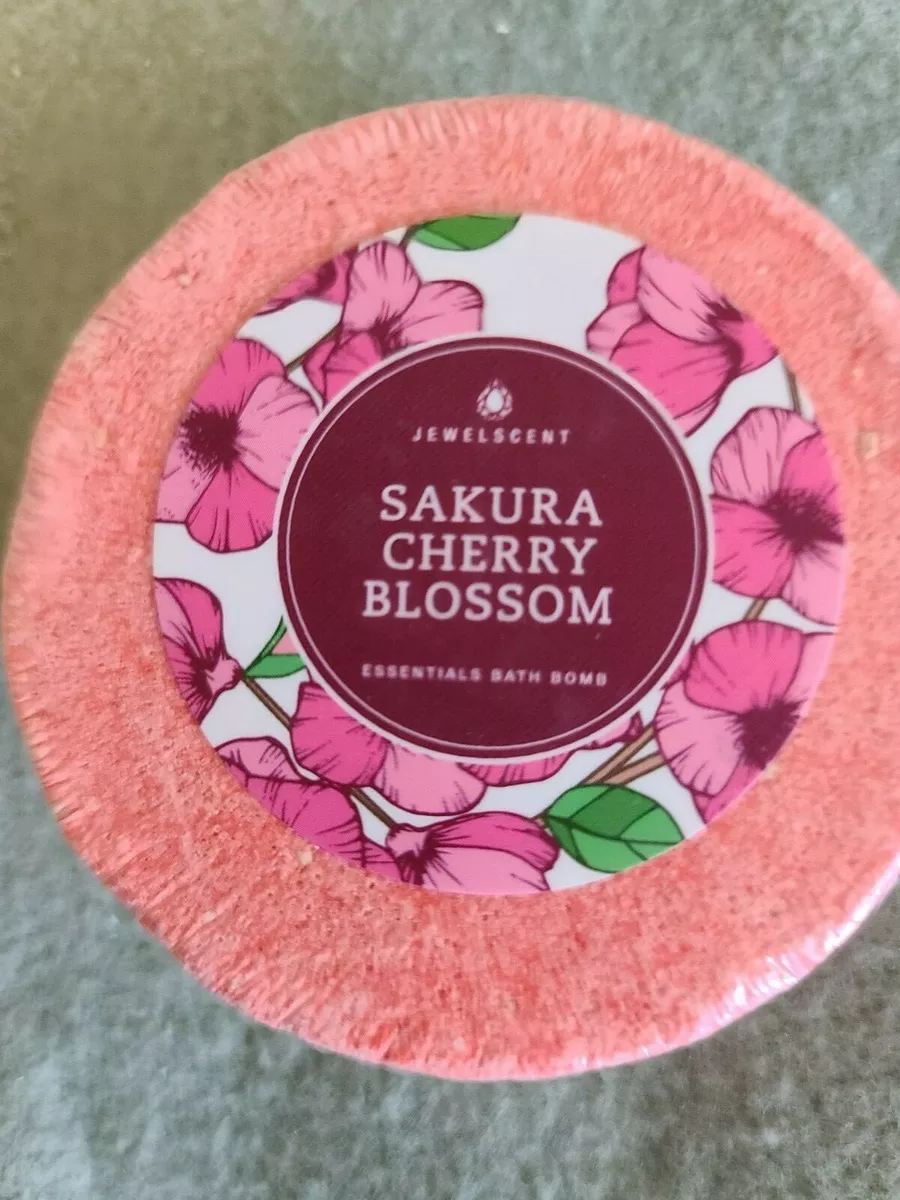 JEWELSCENT
SAKURA
CHERRY
BLOSSOM
ESSENTIALS BATH BOMB